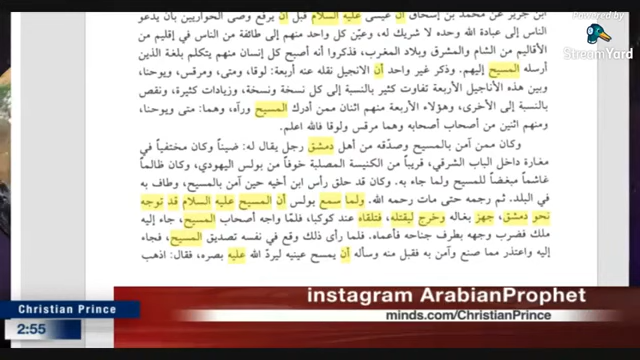 ابن جرير عن محمد بن إسحاق أن عيسى عليه السلام قبل أن يرفع وصى الحواريين بأن يدعو
الناس إلى عبادة الله وحده لا شريك له، وعيّن كل واحد منهم إلى طائفة من الناس في إقليم من
الأقاليم من الشام والمشرق وبلاد المغرب، فذكروا أنه أصبح كل إنسان منهم يتكلم بلغة الذين
أرسله المسيح إليهم. وذكر غير واحد أن الانجيل نقله عنه أربعة: لوقا، ومتى، ومرقس، ويوحنا،
وبين هذه الأناجيل الأربعة تفاوت كثير بالنسبة إلى كل نسخة ونسخة، وزيادات كثيرة، ونقص
بالنسبة إلى الأخرى، وهؤلاء الأربعة منهم اثنان ممن أدرك المسيح ورآه، وهما: متى ويوحنا،
ومنهم اثنين من أصحاب أصحابه وهما مرقس ولوقا فالله اعلم.
وكان ممن آمن بالمسيح وصدّقه من أهل دمشق رجل يقال له: ضيناً وكان مختفياً في
مغارة داخل الباب الشرقي، قريباً من الكنيسة المصلبة خوفاً من بولس اليهودي، وكان ظالماً
غاشماً مبغضاً للمسيح ولما جاء به. وكان قد حلق رأس ابن أخيه حين آمن بالمسيح، وطاف به
في البلد. ثم رجمه حتى مات رحمه الله. ولما سمع بولس أن المسيح عليه السلام قد توجه
نحو دمشق، جهز بغاله وخرج ليقتله، فتلقاه عند كوكبا، فلمّا واجه أصحاب المسيح، جاء إليه
ملك فضرب وجهه بطرف جناحه فأعماه. فلما رأى ذلك وقع في نفسه تصديق المسيح، فجاء
إليه واعتذر مما صنع وآمن به فقبل منه وسأله أن يمسح عينيه ليردّ الله عليه بصره، فقال: اذهب
POWERED BY
StreamYard
instagram ArabianProphet
minds.com/ChristianPrince
Christian Prince
2:55